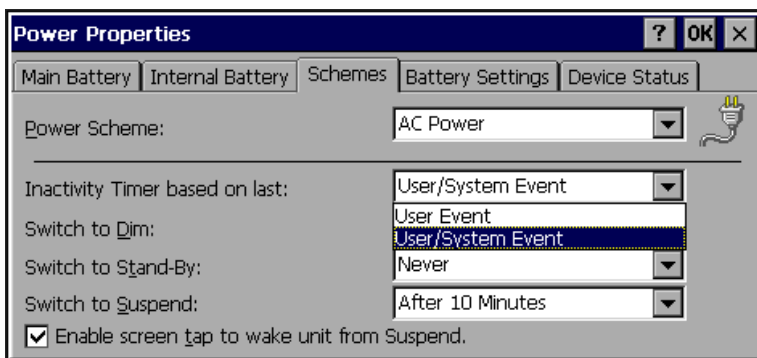 Power Properties ? OK ×
Main Battery Internal Battery Schemes Battery Settings Device Status
Power Scheme: AC Power
Inactivity Timer based on last: User/System Event
User Event
Switch to Dim: User/System Event
Switch to Stand-By: Never
Switch to Suspend: After 10 Minutes
Enable screen tap to wake unit from Suspend.